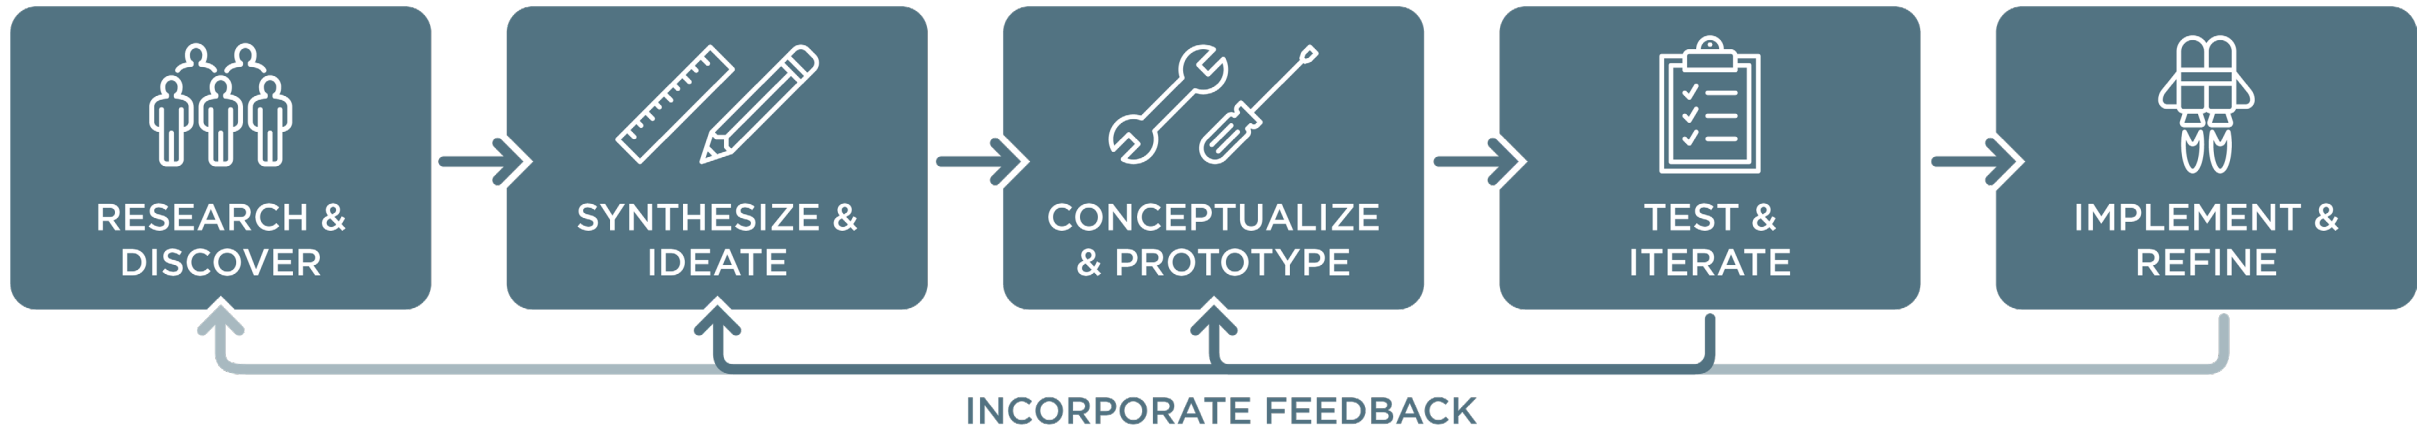 RESEARCH &
DISCOVER
SYNTHESIZE &
IDEATE
CONCEPTUALIZE
& PROTOTYPE
TEST &
ITERATE
IMPLEMENT &
REFINE
INCORPORATE FEEDBACK